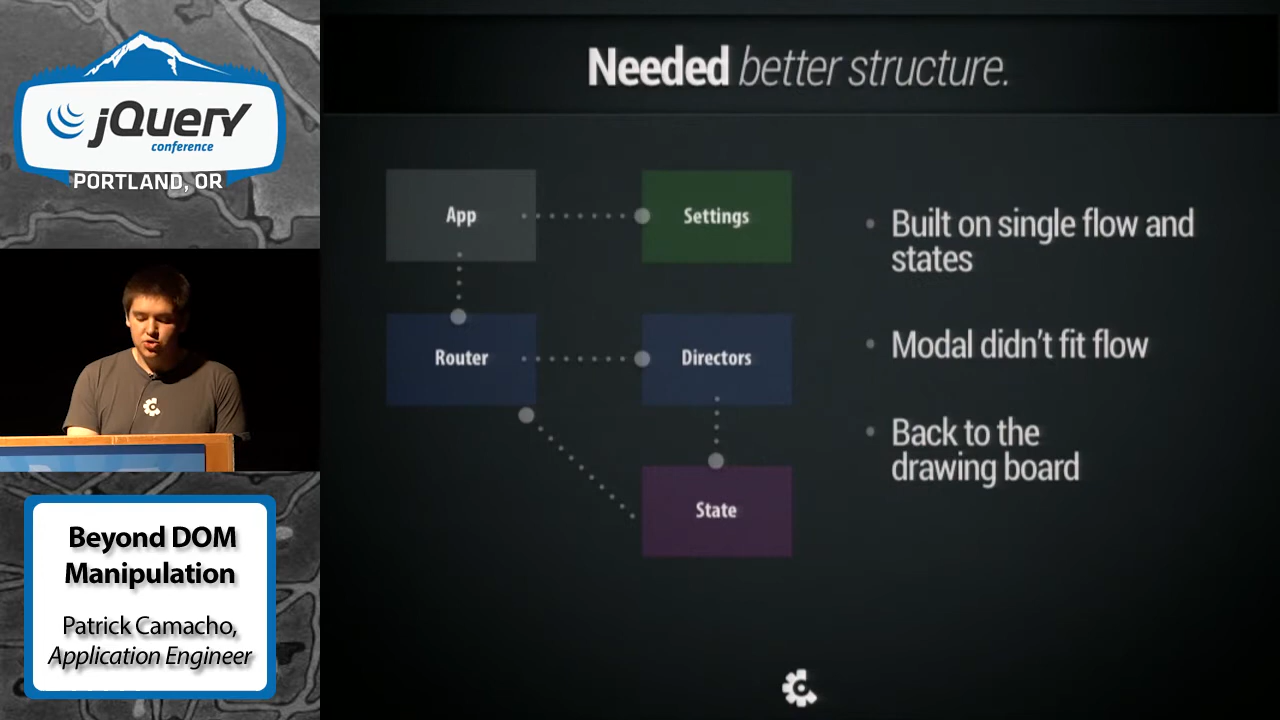 jQuery
conference
PORTLAND, OR
Beyond DOM
Manipulation
Patrick Camacho,
Application Engineer
Needed better structure.
App
Settings
Router
Directors
State
• Built on single flow and
states
• Modal didn't fit flow
• Back to the
drawing board